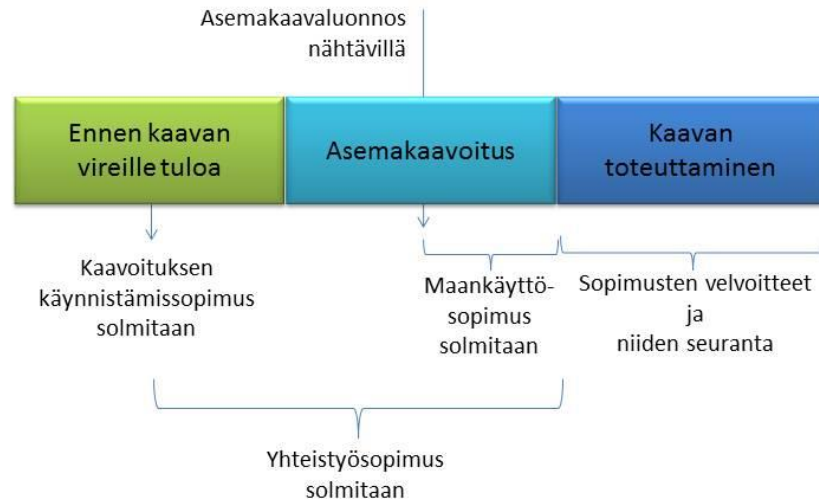 Asemakaavaluonnos
nähtävillä
Ennen kaavan
vireille tuloa
Asemakaavoitus
Kaavan
toteuttaminen
Kaavoituksen
käynnistämissopimus
solmitaan
Maankäyttö-
sopimus
solmitaan
Sopimusten velvoitteet
ja
niiden seuranta
Yhteistyösopimus
solmitaan